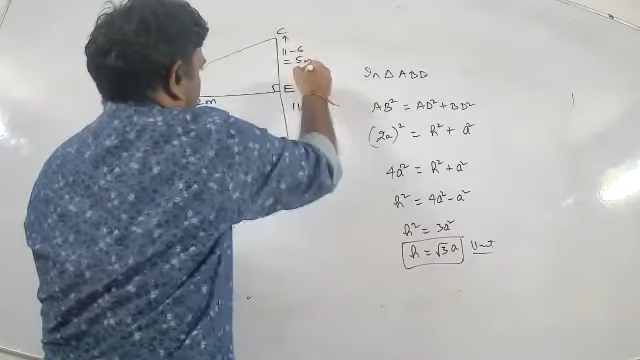 C
11-6
= 5m
E
2m
11
In △ ABD
AB² = AD² + BD²
(2a)² = h² + a²
4a² = h² + a²
h² = 4a² - a²
h² = 3a²
h = √3 a Unit